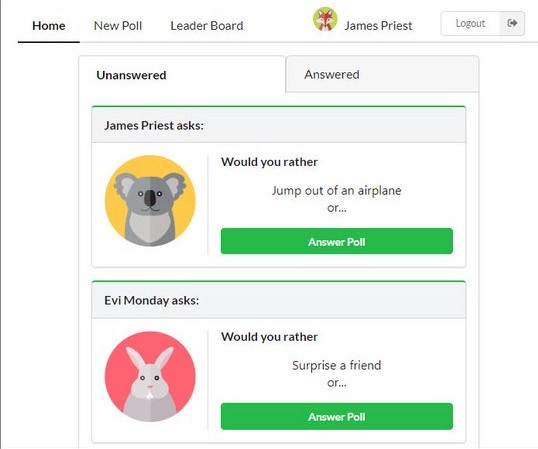 Home New Poll Leader Board James Priest Logout
Unanswered Answered
James Priest asks:
Would you rather
Jump out of an airplane
or...
Answer Poll
Evi Monday asks:
Would you rather
Surprise a friend
or...
Answer Poll